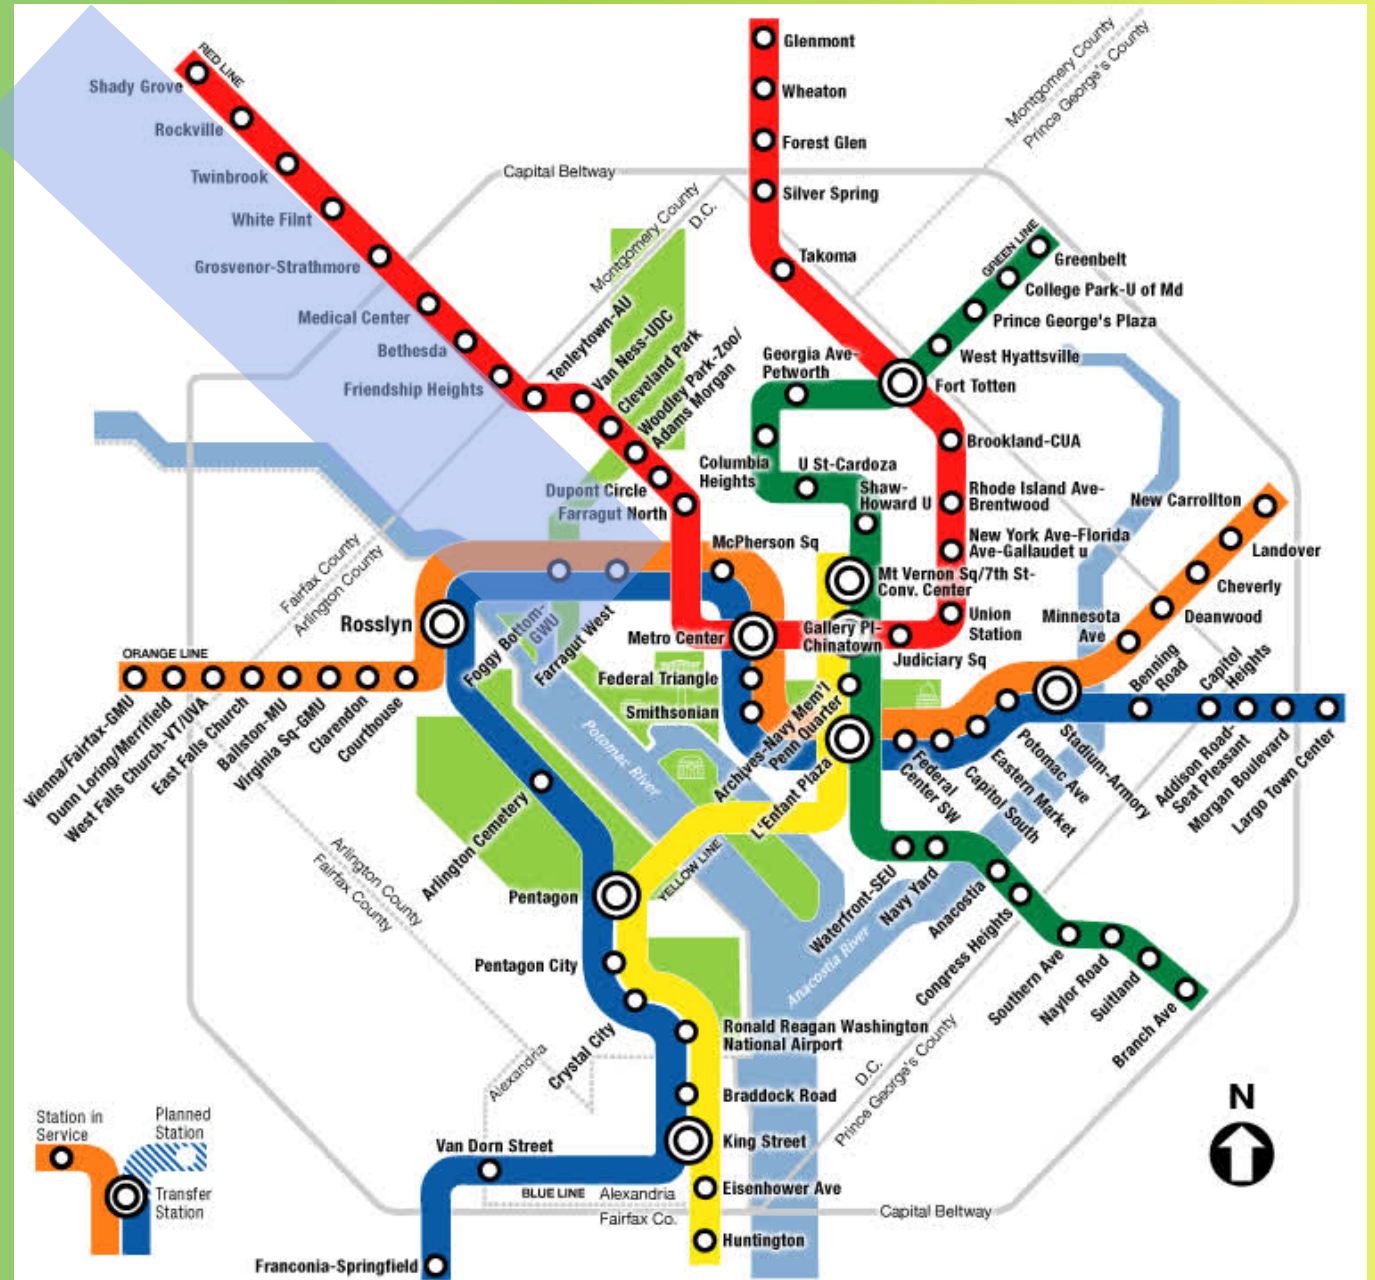 RED LINE
Shady Grove
Rockville
Twinbrook
White Filnt
Grosvenor-Strathmore
Medical Center
Bethesda
Friendship Heights
Tenleytown-AU
Van Ness-UDC
Cleveland Park
Woodley Park-Zoo/
Adams Morgan
Dupont Circle
Farragut North
Glenmont
Wheaton
Forest Glen
Silver Spring
Takoma
Capital Beltway
Montgomery County
D.C.
Montgomery County
Prince George's County
GREEN LINE
Greenbelt
College Park-U of Md
Prince George's Plaza
West Hyattsville
Fort Totten
Georgia Ave-
Petworth
Columbia
Heights
U St-Cardoza
Shaw-
Howard U
Brookland-CUA
Rhode Island Ave-
Brentwood
New York Ave-Florida
Ave-Gallaudet u
Mt Vernon Sq/7th St-
Conv. Center
Union
Station
Gallery Pl-
Chinatown
Judiciary Sq
McPherson Sq
Metro Center
Federal Triangle
Smithsonian
New Carrollton
Landover
Cheverly
Deanwood
Minnesota
Ave
Benning
Road
Capitol
Heights
Addison Road-
Seat Pleasant
Morgan Boulevard
Largo Town Center
Stadium-Armory
Potomac Ave
Eastern Market
Capitol South
Federal
Center SW
Fairfax County
Arlington County
Rosslyn
Foggy Bottom-
GWU
Farragut West
ORANGE LINE
Vienna/Fairfax-GMU
Dunn Loring/Merrifield
West Falls Church-VT/UVA
East Falls Church
Ballston-MU
Virginia Sq-GMU
Clarendon
Courthouse
Potomac River
Archives-Navy Mem'l
Penn Quarter
L'Enfant Plaza
Arlington Cemetery
Arlington County
Fairfax County
YELLOW LINE
Pentagon
Pentagon City
Crystal City
Waterfront-SEU
Navy Yard
Anacostia
Congress Heights
Southern Ave
Naylor Road
Suitland
Branch Ave
Anacostia River
Ronald Reagan Washington
National Airport
Braddock Road
King Street
Eisenhower Ave
Huntington
Alexandria
D.C.
Prince George's County
Van Dorn Street
BLUE LINE
Alexandria
Fairfax Co.
Capital Beltway
Franconia-Springfield
Station in
Service
Planned
Station
Transfer
Station
N